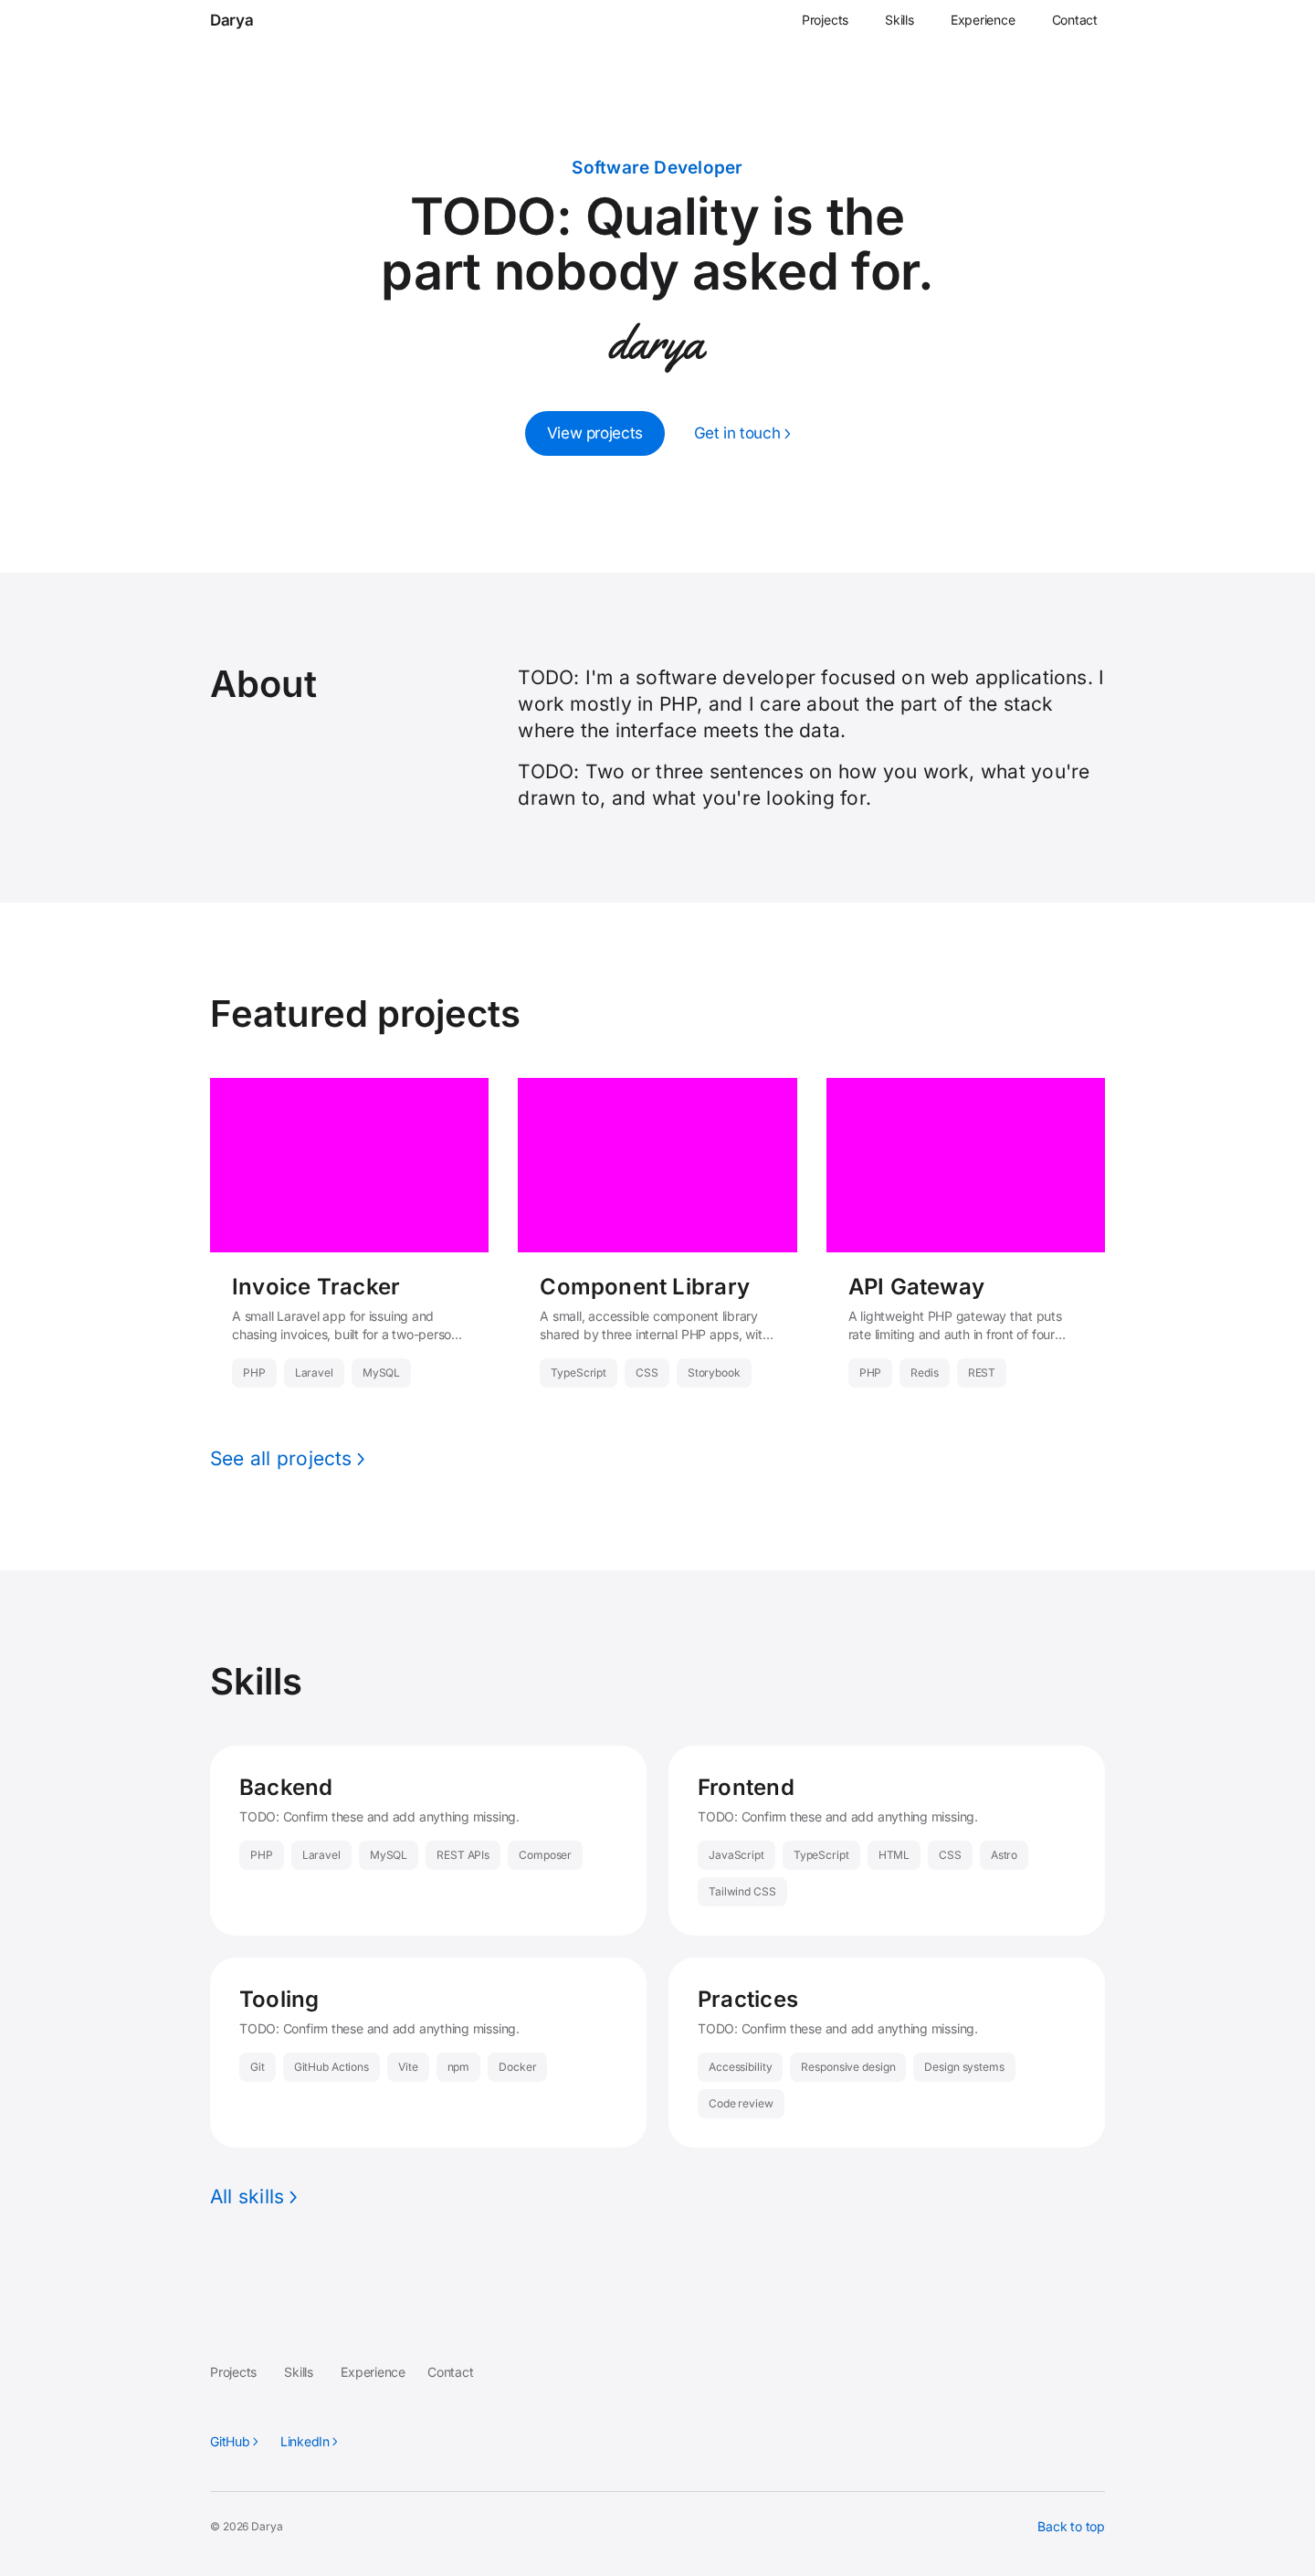 Darya
Projects Skills Experience Contact
Software Developer
TODO: Quality is the
part nobody asked for.
darya
View projects
Get in touch
About
TODO: I'm a software developer focused on web applications. I
work mostly in PHP, and I care about the part of the stack
where the interface meets the data.
TODO: Two or three sentences on how you work, what you're
drawn to, and what you're looking for.
Featured projects
Invoice Tracker
A small Laravel app for issuing and
chasing invoices, built for a two-perso...
PHP Laravel MySQL
Component Library
A small, accessible component library
shared by three internal PHP apps, wit...
TypeScript CSS Storybook
API Gateway
A lightweight PHP gateway that puts
rate limiting and auth in front of four...
PHP Redis REST
See all projects
Skills
Backend
TODO: Confirm these and add anything missing.
PHP Laravel MySQL REST APIs Composer
Frontend
TODO: Confirm these and add anything missing.
JavaScript TypeScript HTML CSS Astro
Tailwind CSS
Tooling
TODO: Confirm these and add anything missing.
Git GitHub Actions Vite npm Docker
Practices
TODO: Confirm these and add anything missing.
Accessibility Responsive design Design systems
Code review
All skills
Projects Skills Experience Contact
GitHub LinkedIn
© 2026 Darya
Back to top